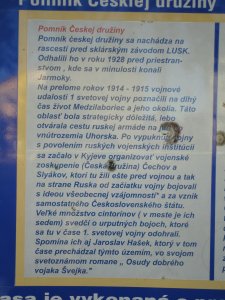 Pomník Českej družiny
Pomník Českej družiny
Pomník českej družiny sa nachádza na
rascestí pred sklárskym závodom LUSK.
Odhalili ho v roku 1928 pred priestran-
stvom , kde sa v minulosti konali
Jarmoky.
Na prelome rokov 1914 - 1915 vojnové
udalosti 1 svetovej vojny poznačili na dlhý
čas život Medzilaboriec a jeho okolia. Táto
oblasť bola strategicky dôležitá, lebo
otvárala cestu ruskej armáde na
vnútrozemia Uhorska. Po vypuknutí vojny
s povolením ruských vojenských inštitúcií
sa začalo v Kyjeve organizovať vojonské
zoskupenie (Česká družina) Čechov a
Slyákov, ktorí tu žili ešte pred vojnou a tak
na strane Ruska od začiatku vojny bojovali
s ideou všeobecnej vzájomnosti" a za vznik
samostatného Československého štátu.
Veľké množstvo cintorínov ( v meste je ich
sedem) svedčí o urputných bojoch, ktoré
sa tu v čase 1. svetovej vojny odohrali.
Spomína ich aj Jaroslav Hašek, ktorý v tom
čase prechádzal týmto územím, vo svojom
svetoznámom románe ,, Osudy dobrého
vojaka Švejka."